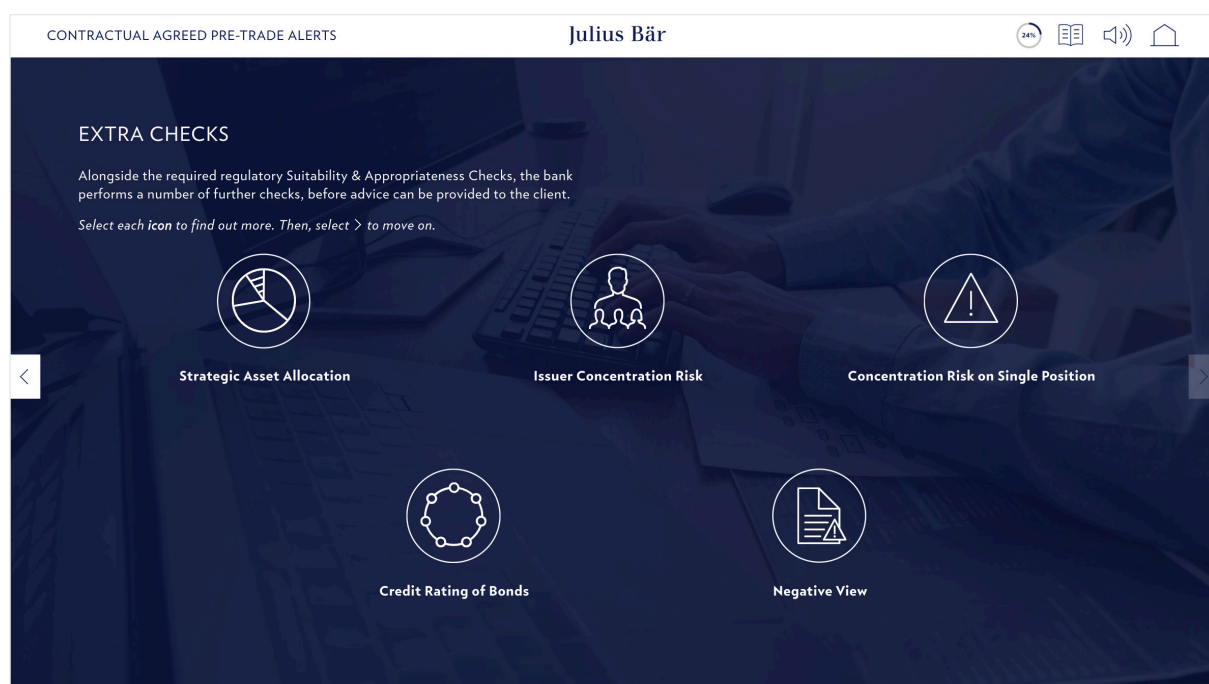 CONTRACTUAL AGREED PRE-TRADE ALERTS
Julius Bär
24%
EXTRA CHECKS
Alongside the required regulatory Suitability & Appropriateness Checks, the bank
performs a number of further checks, before advice can be provided to the client.
Select each icon to find out more. Then, select > to move on.
Strategic Asset Allocation
Issuer Concentration Risk
Concentration Risk on Single Position
Credit Rating of Bonds
Negative View